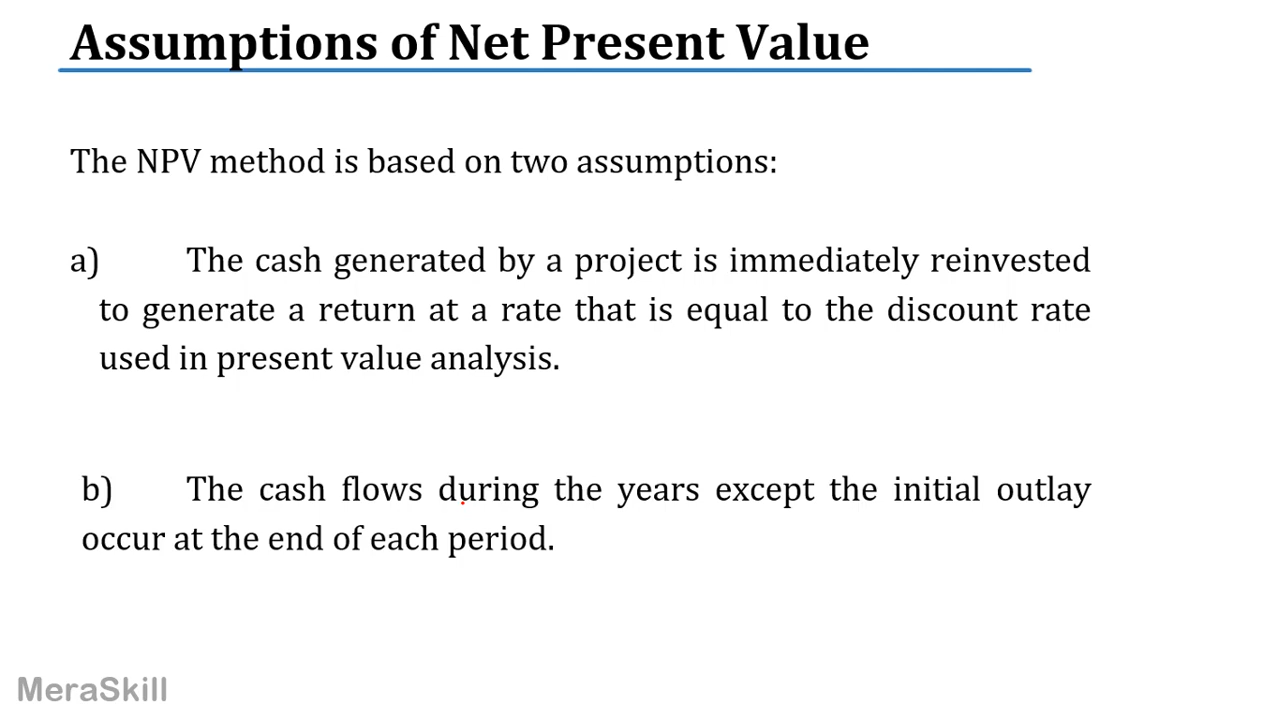 Assumptions of Net Present Value
The NPV method is based on two assumptions:
a) The cash generated by a project is immediately reinvested
to generate a return at a rate that is equal to the discount rate
used in present value analysis.
b) The cash flows during the years except the initial outlay
occur at the end of each period.
MeraSkill